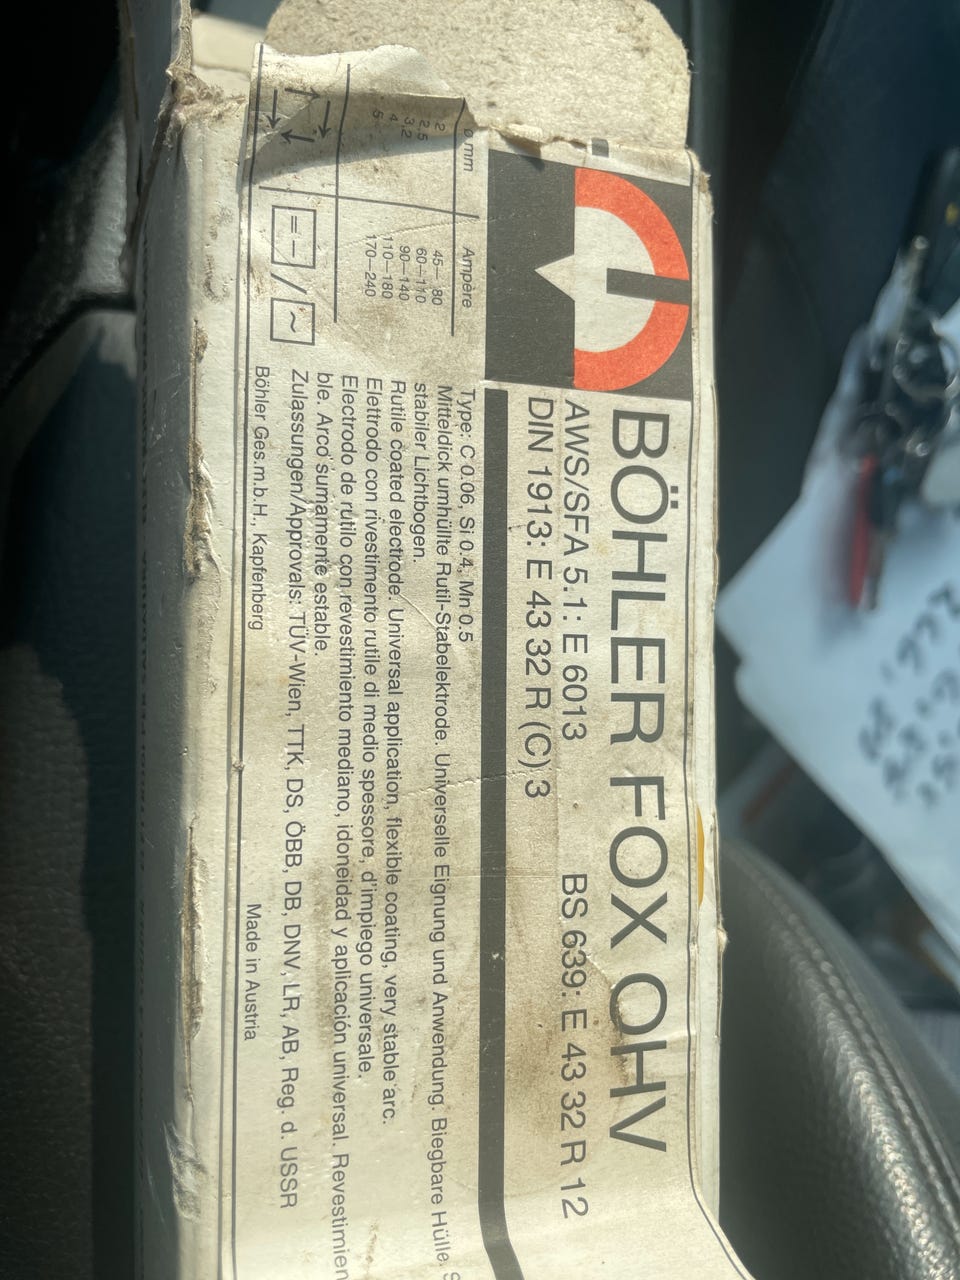 BÖHLER FOX OHV
AWS/SFA 5.1: E 6013 BS 639: E 43 32 R 12
DIN 1913: E 43 32 R (C) 3
ø mm Ampère
2 45—80
2.5 60—110
3.2 90—140
4 110—180
5 170—240
= − / ~
Type: C 0.06, Si 0.4, Mn 0.5
Mitteldick umhüllte Rutil-Stabelektrode. Universelle Eignung und Anwendung. Biegbare Hülle. S
stabiler Lichtbogen.
Rutile coated electrode. Universal application, flexible coating, very stable arc.
Elettrodo con rivestimento rutile di medio spessore, d'impiego universale.
Electrodo de rutilo con revestimiento mediano, idoneidad y aplicación universal. Revestimien
ble. Arco sumamente estable.
Zulassungen/Approvals: TÜV-Wien, TTK, DS, ÖBB, DB, DNV, LR, AB, Reg. d. USSR
Böhler Ges.m.b.H., Kapfenberg Made in Austria